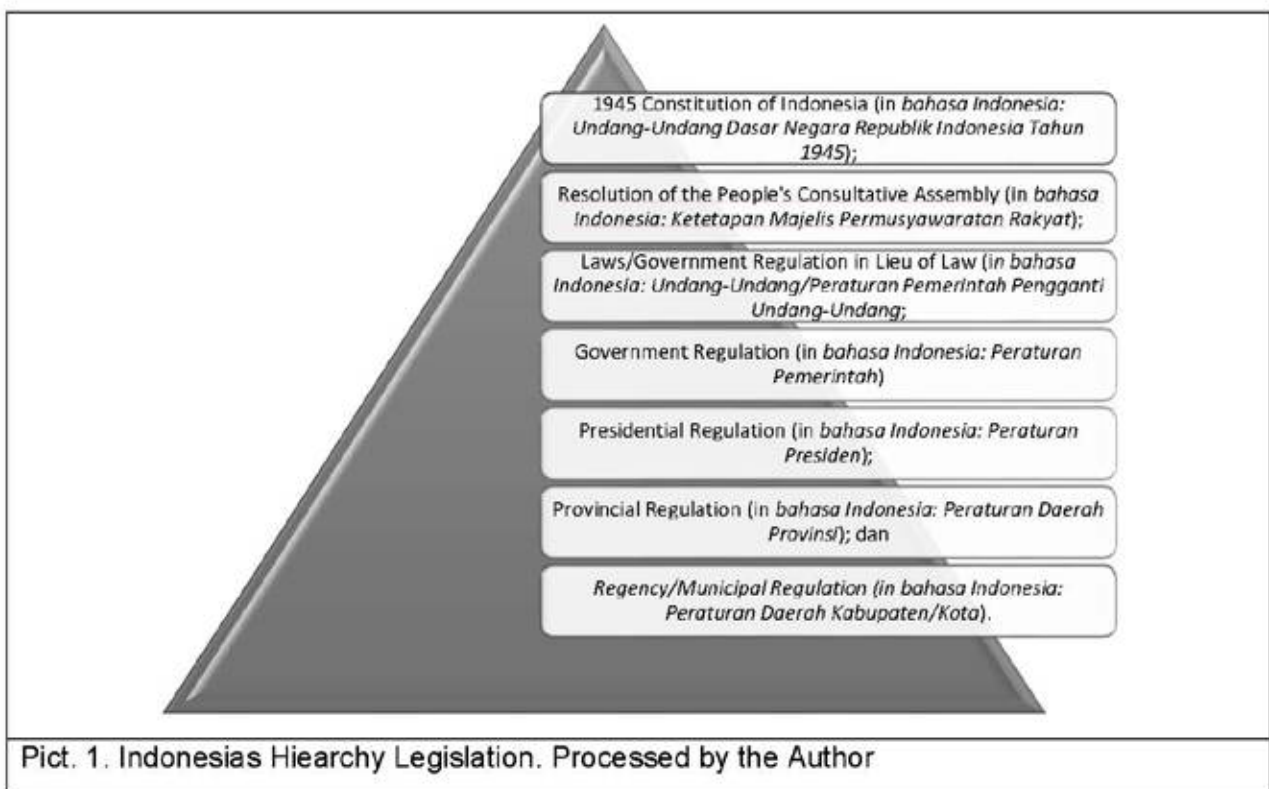 1945 Constitution of Indonesia (in bahasa Indonesia:
Undang-Undang Dasar Negara Republik Indonesia Tahun
1945);
Resolution of the People's Consultative Assembly (in bahasa
Indonesia: Ketetapan Majelis Permusyawaratan Rakyat);
Laws/Government Regulation in Lieu of Law (in bahasa
Indonesia: Undang-Undang/Peraturan Pemerintah Pengganti
Undang-Undang;
Government Regulation (in bahasa Indonesia: Peraturan
Pemerintah)
Presidential Regulation (in bahasa Indonesia: Peraturan
Presiden);
Provincial Regulation (in bahasa Indonesia: Peraturan Daerah
Provinsi); dan
Regency/Municipal Regulation (in bahasa Indonesia:
Peraturan Daerah Kabupaten/Kota).
Pict. 1. Indonesias Hiearchy Legislation. Processed by the Author